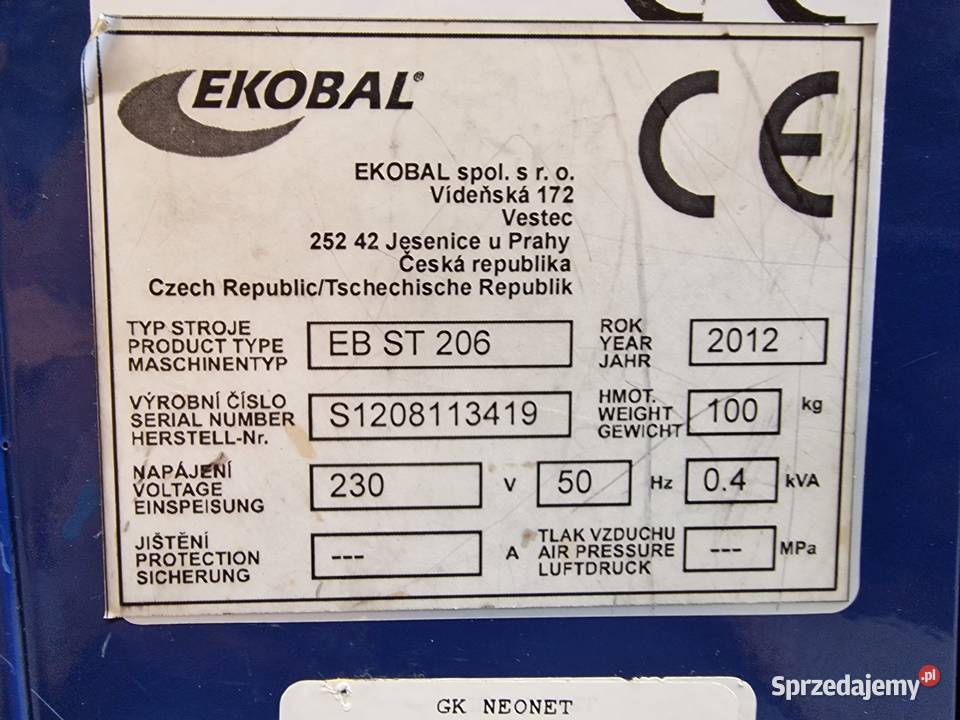 EKOBAL®
CE
EKOBAL spol. s r. o.
Vídeňská 172
Vestec
252 42 Jesenice u Prahy
Česká republika
Czech Republic/Tschechische Republik
TYP STROJE
PRODUCT TYPE
MASCHINENTYP
EB ST 206
ROK
YEAR
JAHR
2012
VÝROBNÍ ČÍSLO
SERIAL NUMBER
HERSTELL-Nr.
S1208113419
HMOT.
WEIGHT
GEWICHT
100 kg
NAPÁJENÍ
VOLTAGE
EINSPEISUNG
230 V 50 Hz 0.4 kVA
JIŠTĚNÍ
PROTECTION
SICHERUNG
--- A
TLAK VZDUCHU
AIR PRESSURE
LUFTDRUCK
--- MPa
GK NEONET
Sprzedajemy.pl